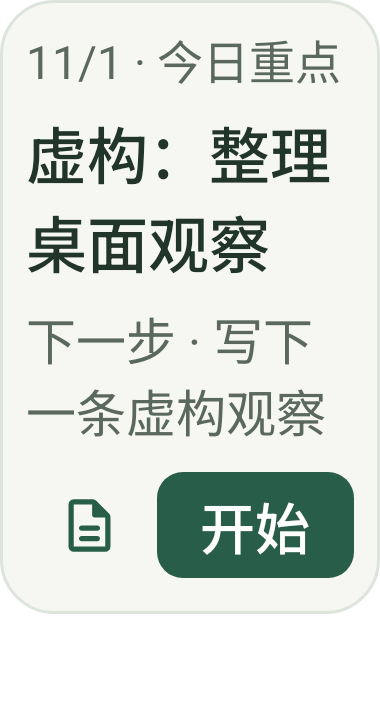 11/1 · 今日重点
虚构：整理
桌面观察
下一步 · 写下
一条虚构观察
开始